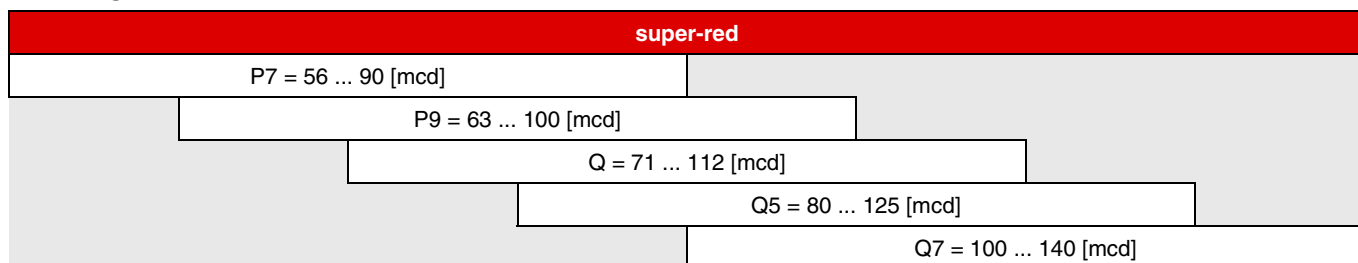 super-red
P7 = 56 ... 90 [mcd]
P9 = 63 ... 100 [mcd]
Q = 71 ... 112 [mcd]
Q5 = 80 ... 125 [mcd]
Q7 = 100 ... 140 [mcd]